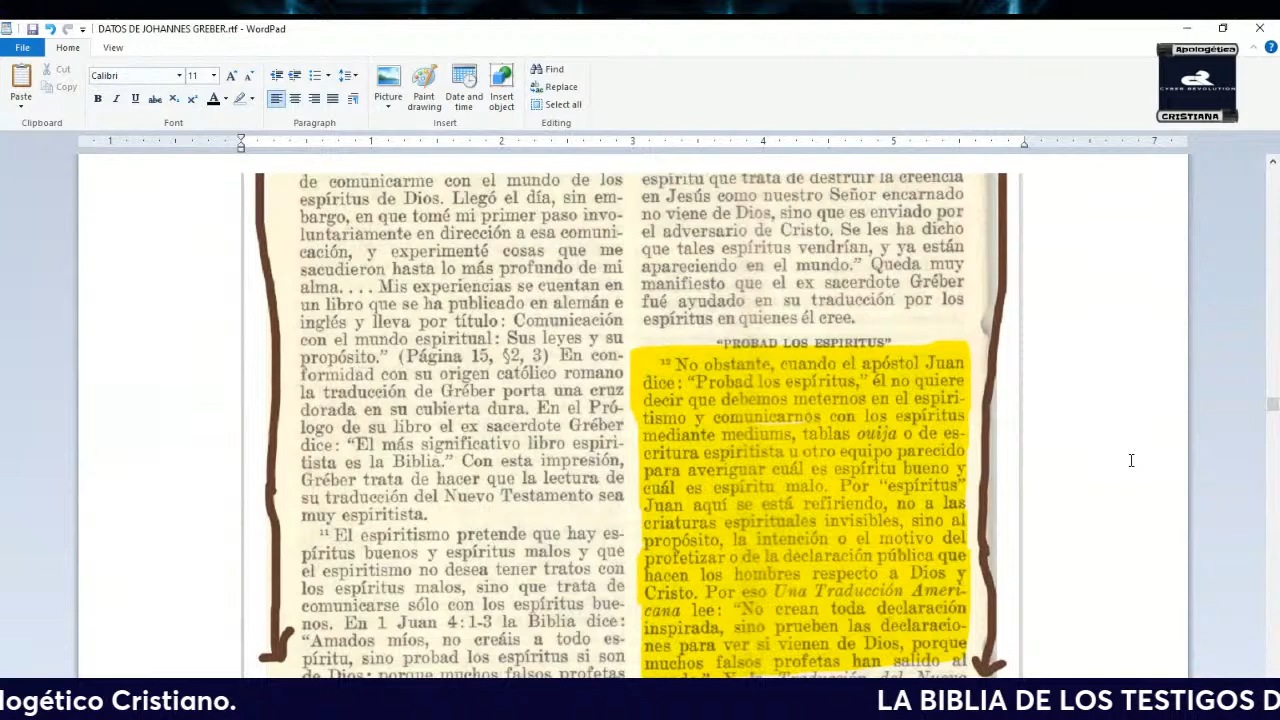 DATOS DE JOHANNES GREBER.rtf - WordPad
File
Home
View
Paste
Cut
Copy
Clipboard
Calibri
11
B I U abc X₂ X² A
Font
Paragraph
Picture
Paint drawing
Date and time
Insert object
Insert
Find
Replace
Select all
Editing
Apologética
CYBER REVOLUTION
CRISTIANA
1 1 2 3 4 5 7
de comunicarme con el mundo de los
espíritus de Dios. Llegó el día, sin em-
bargo, en que tomé mi primer paso invo-
luntariamente en dirección a esa comuni-
cación, y experimenté cosas que me
sacudieron hasta lo más profundo de mi
alma. . . . Mis experiencias se cuentan en
un libro que se ha publicado en alemán e
inglés y lleva por título: Comunicación
con el mundo espiritual: Sus leyes y su
propósito.” (Página 15, §2, 3) En con-
formidad con su origen católico romano
la traducción de Gréber porta una cruz
dorada en su cubierta dura. En el Pró-
logo de su libro el ex sacerdote Gréber
dice: “El más significativo libro espiri-
tista es la Biblia.” Con esta impresión,
Gréber trata de hacer que la lectura de
su traducción del Nuevo Testamento sea
muy espiritista.
¹¹ El espiritismo pretende que hay es-
píritus buenos y espíritus malos y que
el espiritismo no desea tener tratos con
los espíritus malos, sino que trata de
comunicarse sólo con los espíritus bue-
nos. En 1 Juan 4:1-3 la Biblia dice:
“Amados míos, no creáis a todo es-
píritu, sino probad los espíritus si son
de Dios: porque muchos falsos profetas
espíritu que trata de destruir la creencia
en Jesús como nuestro Señor encarnado
no viene de Dios, sino que es enviado por
el adversario de Cristo. Se les ha dicho
que tales espíritus vendrían, y ya están
apareciendo en el mundo.” Queda muy
manifiesto que el ex sacerdote Gréber
fué ayudado en su traducción por los
espíritus en quienes él cree.
“PROBAD LOS ESPIRITUS”
¹² No obstante, cuando el apóstol Juan
dice: “Probad los espíritus,” él no quiere
decir que debemos meternos en el espiri-
tismo y comunicarnos con los espíritus
mediante mediums, tablas ouija o de es-
critura espiritista u otro equipo parecido
para averiguar cuál es espíritu bueno y
cuál es espíritu malo. Por “espíritus”
Juan aquí se está refiriendo, no a las
criaturas espirituales invisibles, sino al
propósito, la intención o el motivo del
profetizar o de la declaración pública que
hacen los hombres respecto a Dios y
Cristo. Por eso Una Traducción Ameri-
cana lee: “No crean toda declaración
inspirada, sino prueben las declaracio-
nes para ver si vienen de Dios, porque
muchos falsos profetas han salido al
logético Cristiano.
LA BIBLIA DE LOS TESTIGOS D